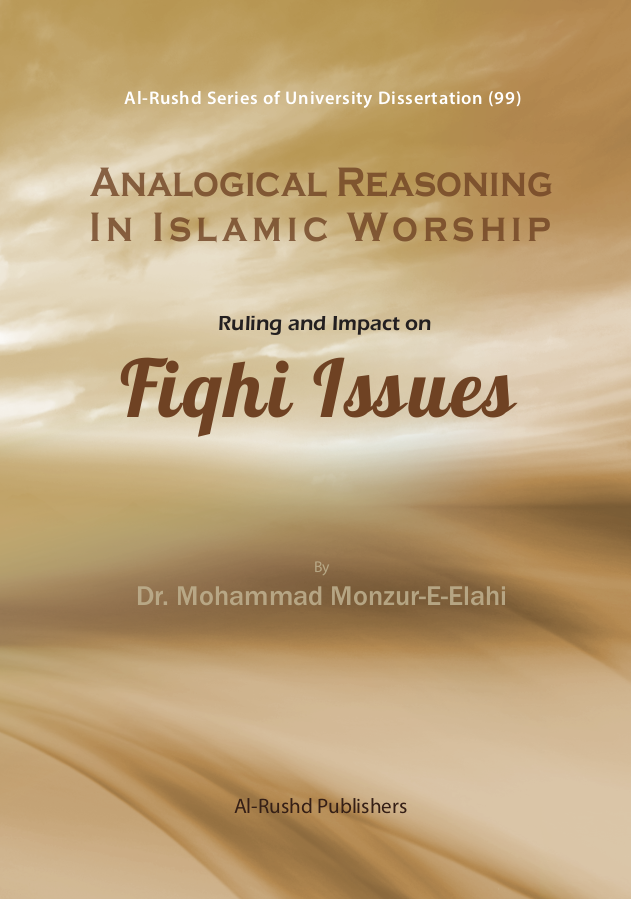 Al-Rushd Series of University Dissertation (99)
Analogical Reasoning
In Islamic Worship
Ruling and Impact on
Fiqhi Issues
By
Dr. Mohammad Monzur-E-Elahi
Al-Rushd Publishers